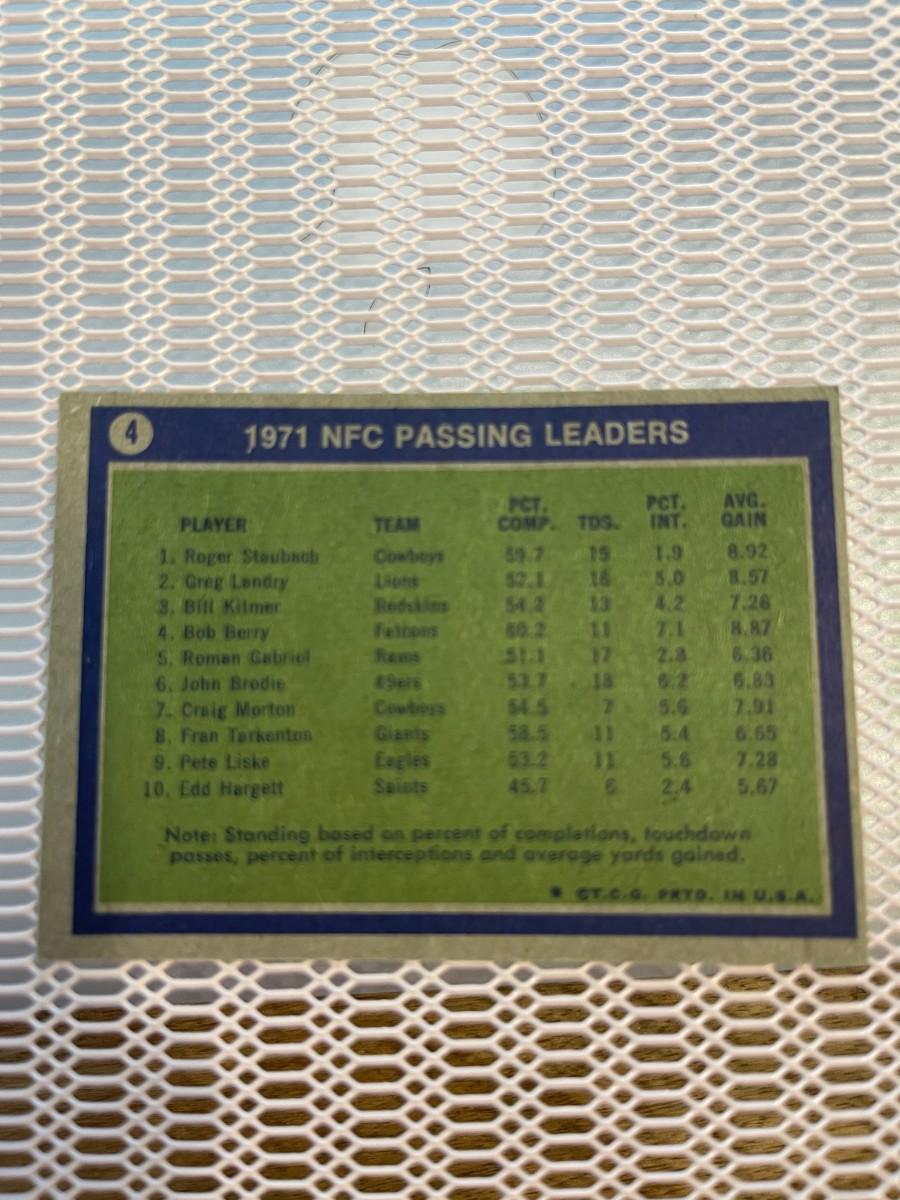 4
1971 NFC PASSING LEADERS
PCT. PCT. AVG.
PLAYER TEAM COMP. TDS. INT. GAIN
1. Roger Staubach Cowboys 59.7 15 1.9 8.92
2. Greg Landry Lions 52.1 16 5.0 8.57
3. Bill Kilmer Redskins 54.2 13 4.2 7.26
4. Bob Berry Falcons 60.2 11 7.1 8.87
5. Roman Gabriel Rams 51.1 17 2.8 6.36
6. John Brodie 49ers 53.7 18 6.2 6.83
7. Craig Morton Cowboys 54.5 7 5.6 7.91
8. Fran Tarkenton Giants 58.5 11 5.4 6.65
9. Pete Liske Eagles 53.2 11 5.6 7.28
10. Edd Hargett Saints 45.7 6 2.4 5.67
Note: Standing based on percent of completions, touchdown
passes, percent of interceptions and average yards gained.
* ©T.C.G. PRTD. IN U.S.A.